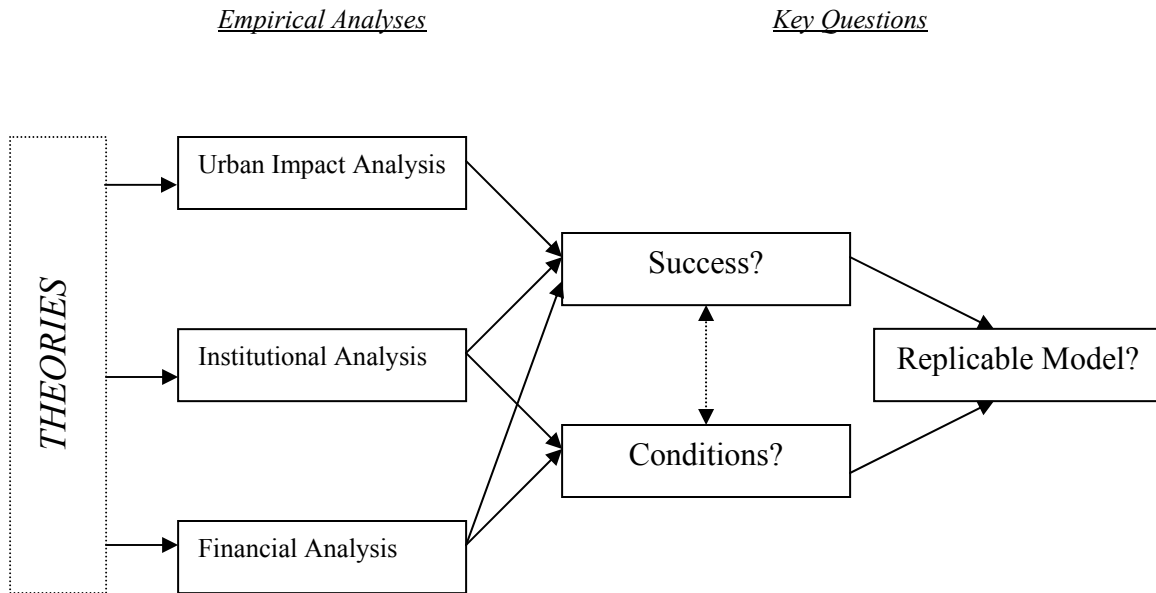 Empirical Analyses
Key Questions
THEORIES
Urban Impact Analysis
Institutional Analysis
Financial Analysis
Success?
Conditions?
Replicable Model?